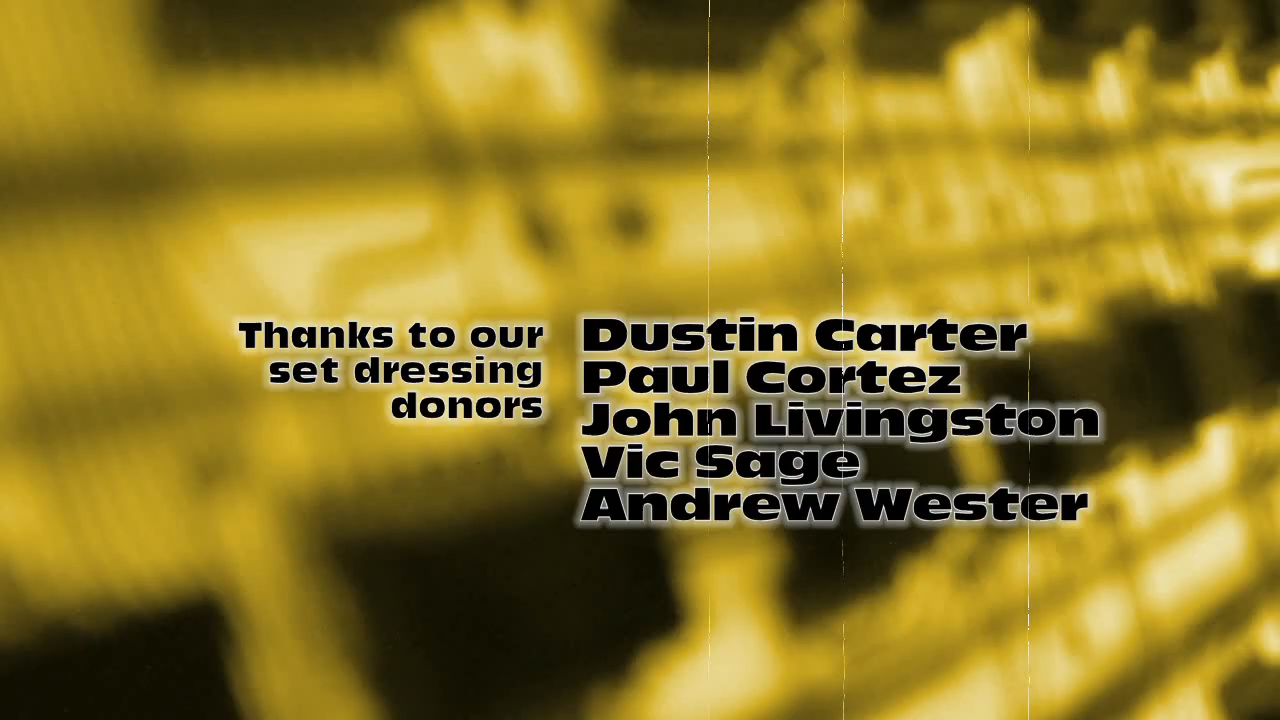 Thanks to our
set dressing
donors
Dustin Carter
Paul Cortez
John Livingston
Vic Sage
Andrew Wester